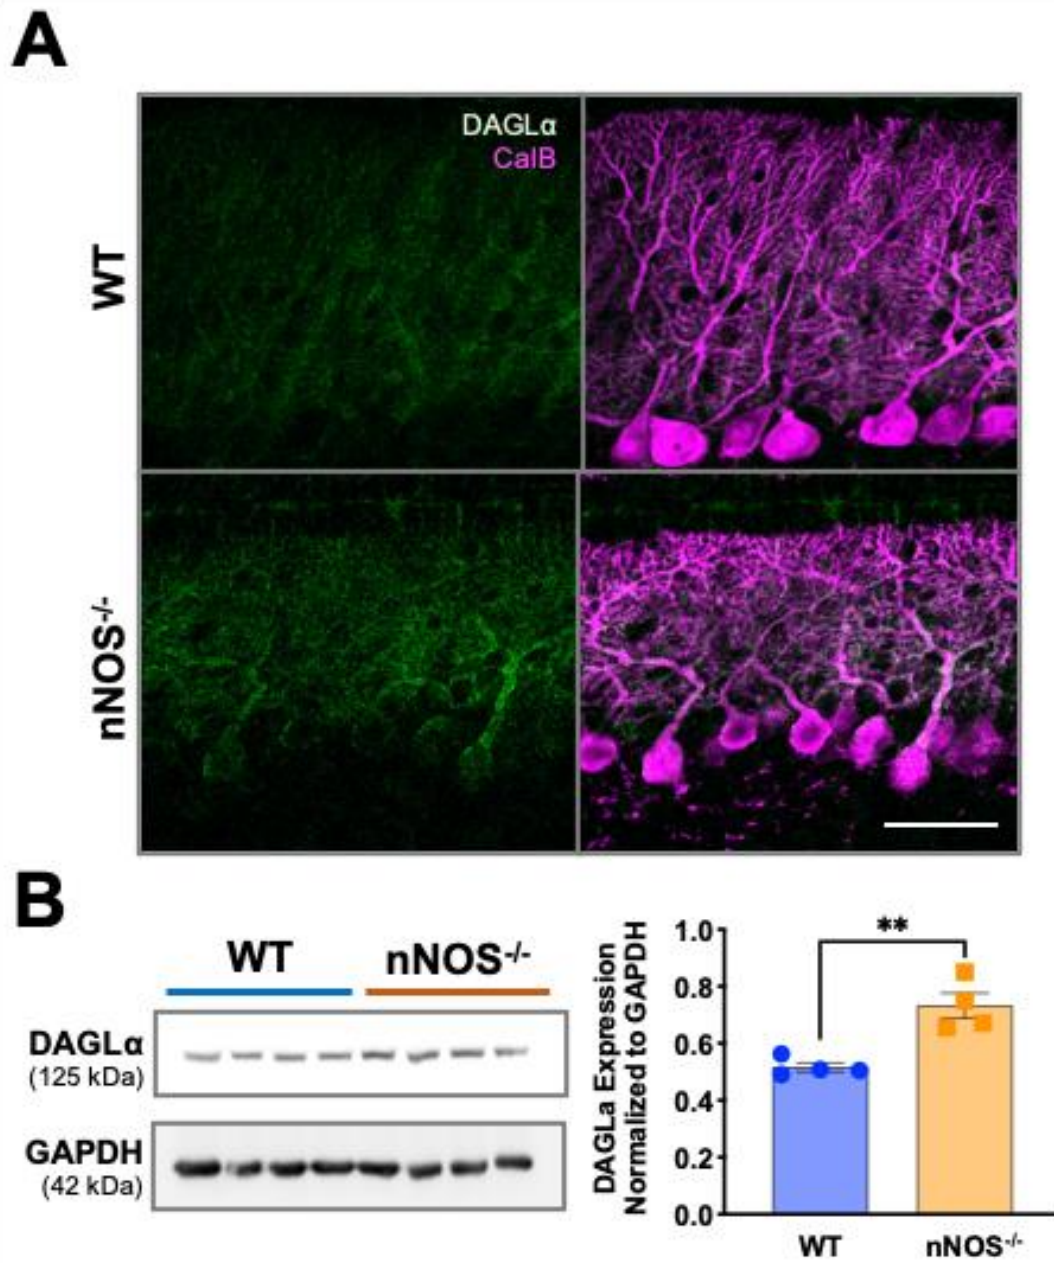 A
DAGLα
CalB
WT
nNOS-/-
B
WT
nNOS-/-
DAGLα
(125 kDa)
GAPDH
(42 kDa)
DAGLa Expression
Normalized to GAPDH
**
1.0
0.8
0.6
0.4
0.2
0.0
WT
nNOS-/-